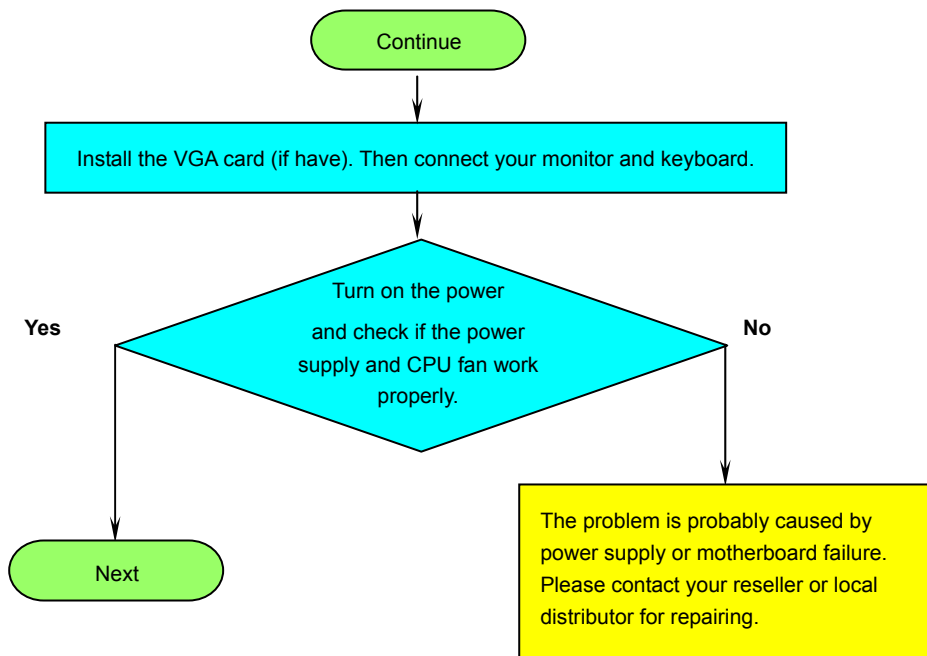 Continue
Install the VGA card (if have). Then connect your monitor and keyboard.
Turn on the power
and check if the power
supply and CPU fan work
properly.
Yes
No
The problem is probably caused by
power supply or motherboard failure.
Please contact your reseller or local
distributor for repairing.
Next